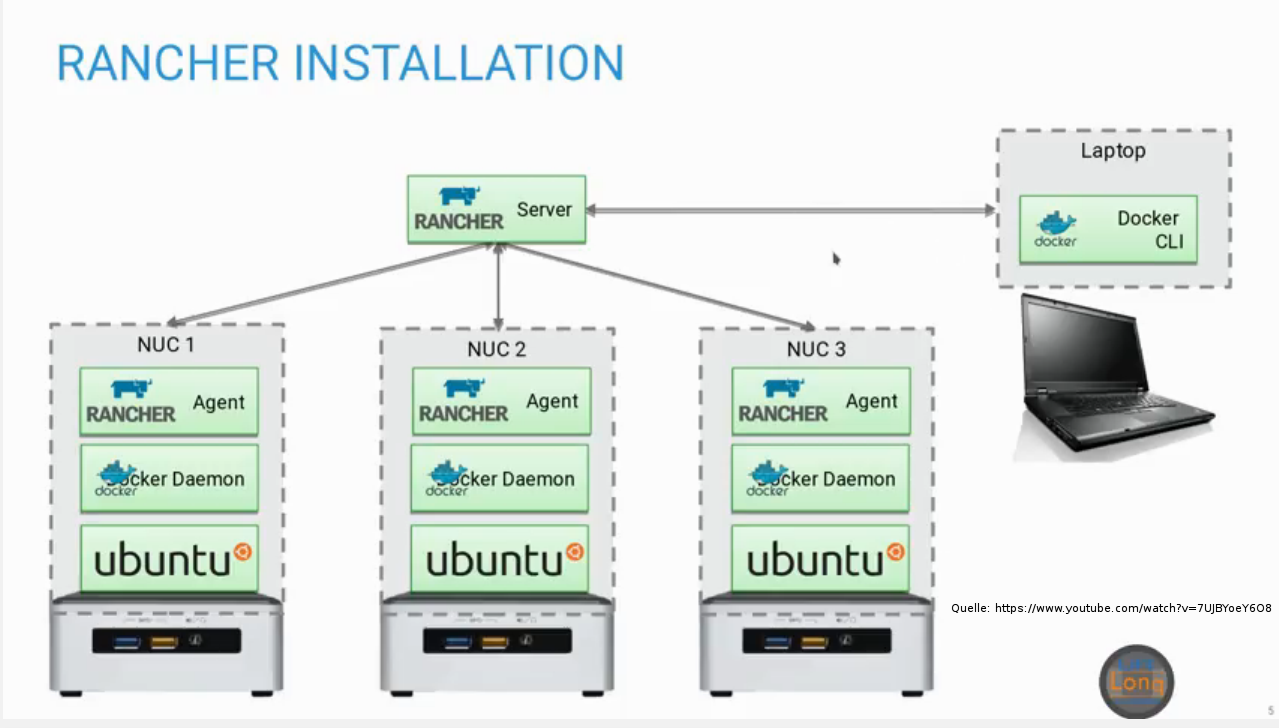 RANCHER INSTALLATION
Laptop
RANCHER Server
docker Docker
CLI
NUC 1
RANCHER Agent
docker Docker Daemon
ubuntu
NUC 2
RANCHER Agent
docker Docker Daemon
ubuntu
NUC 3
RANCHER Agent
docker Docker Daemon
ubuntu
Quelle: https://www.youtube.com/watch?v=7UJBYoeY6O8
Long
5